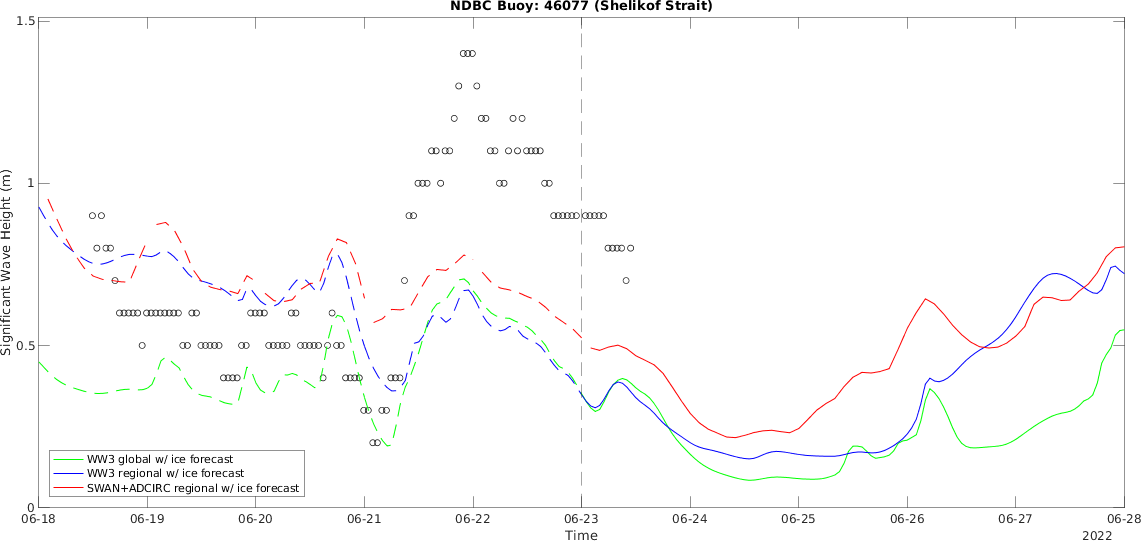 NDBC Buoy: 46077 (Shelikof Strait)
Significant Wave Height (m)
1.5
1
0.5
0
WW3 global w/ ice forecast
WW3 regional w/ ice forecast
SWAN+ADCIRC regional w/ ice forecast
06-18 06-19 06-20 06-21 06-22 06-23 06-24 06-25 06-26 06-27 06-28
Time
2022